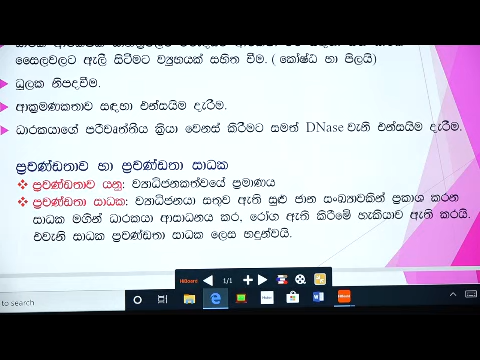 සෛලවලට ඇලී සිටීමට ව්‍යුහයක් සහිත වීම. ( කෝෂ්ඨ හා පිලයි)
ධූලක නිපදවීම.
ආක්‍රමණකතාව සඳහා එන්සයිම දැරීම.
ධාරකයාගේ පරිවෘත්තීය ක්‍රියා වෙනස් කිරීමට සමත් DNase වැනි එන්සයිම දැරීම.
ප්‍රචණ්ඩතාව හා ප්‍රචණ්ඩතා සාධක
ප්‍රචණ්ඩතාව යනු: ව්‍යාධිජනකත්වයේ ප්‍රමාණය
ප්‍රචණ්ඩතා සාධක: ව්‍යාධිජනයා සතුව ඇති සුළු ජාන සංඛ්‍යාවකින් ප්‍රකාශ කරන
සාධක මගින් ධාරකයා ආසාධනය කර, රෝග ඇති කිරීමේ හැකියාව ඇති කරයි.
එවැනි සාධක ප්‍රචණ්ඩතා සාධක ලෙස හඳුන්වයි.
HiBoard 1/1
to search